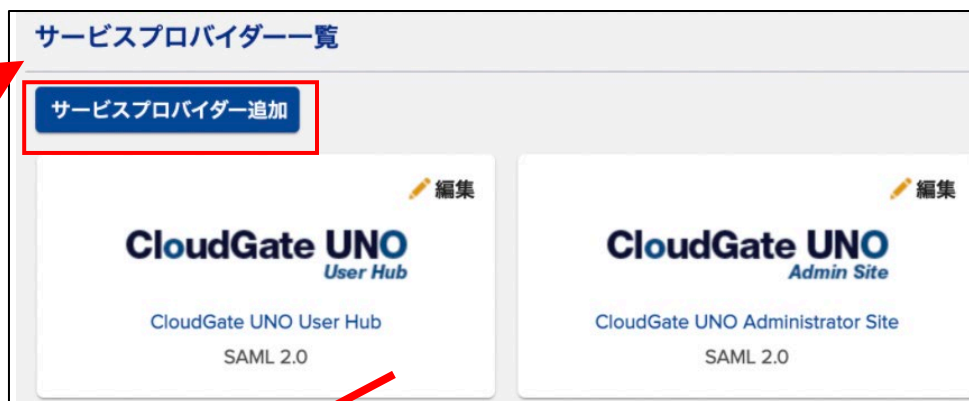 サービスプロバイダー一覧
サービスプロバイダー追加
編集
CloudGate UNO
User Hub
CloudGate UNO User Hub
SAML 2.0
編集
CloudGate UNO
Admin Site
CloudGate UNO Administrator Site
SAML 2.0